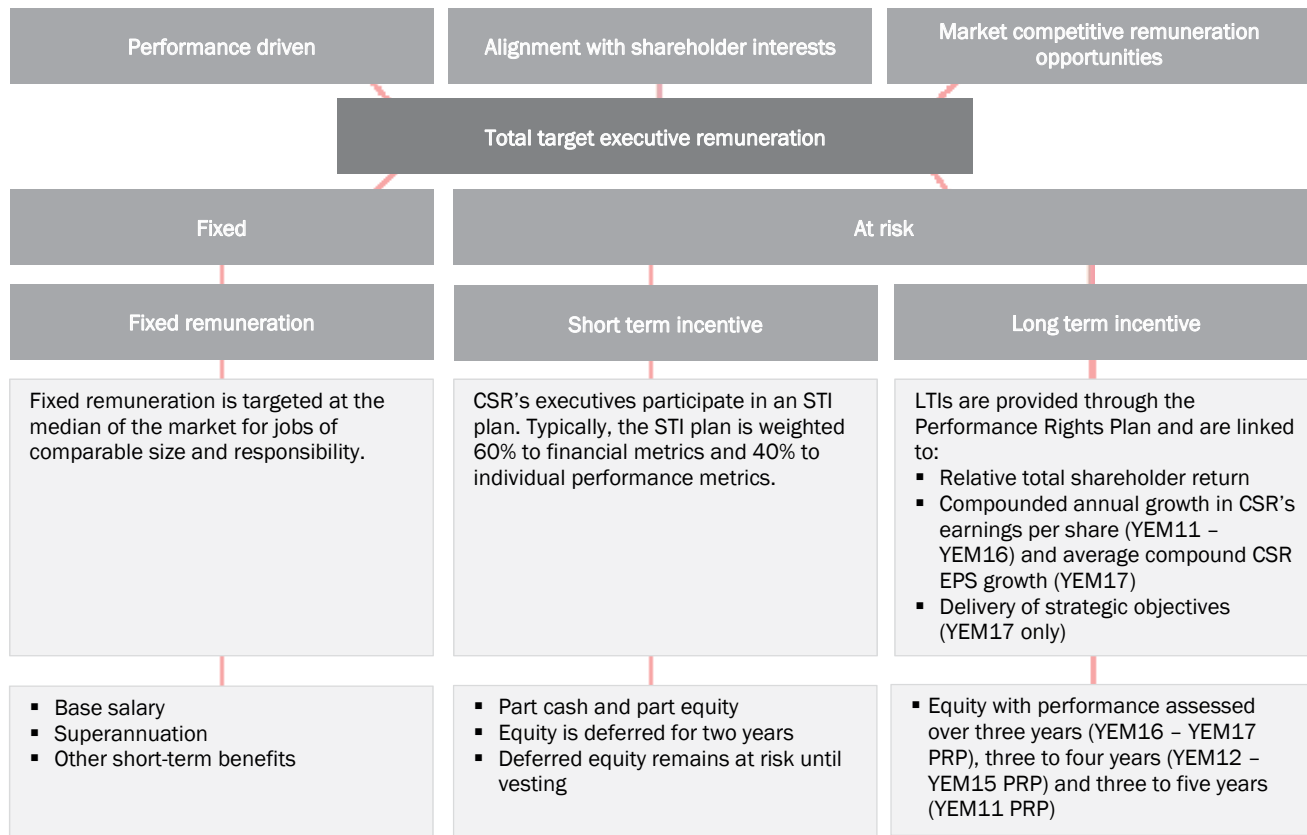 Performance driven
Alignment with shareholder interests
Market competitive remuneration
opportunities
Total target executive remuneration
Fixed
At risk
Fixed remuneration
Short term incentive
Long term incentive
Fixed remuneration is targeted at the
median of the market for jobs of
comparable size and responsibility.
CSR's executives participate in an STI
plan. Typically, the STI plan is weighted
60% to financial metrics and 40% to
individual performance metrics.
LTIs are provided through the
Performance Rights Plan and are linked
to:
▪ Relative total shareholder return
▪ Compounded annual growth in CSR's
earnings per share (YEM11 –
YEM16) and average compound CSR
EPS growth (YEM17)
▪ Delivery of strategic objectives
(YEM17 only)
▪ Base salary
▪ Superannuation
▪ Other short-term benefits
▪ Part cash and part equity
▪ Equity is deferred for two years
▪ Deferred equity remains at risk until
vesting
▪ Equity with performance assessed
over three years (YEM16 – YEM17
PRP), three to four years (YEM12 –
YEM15 PRP) and three to five years
(YEM11 PRP)